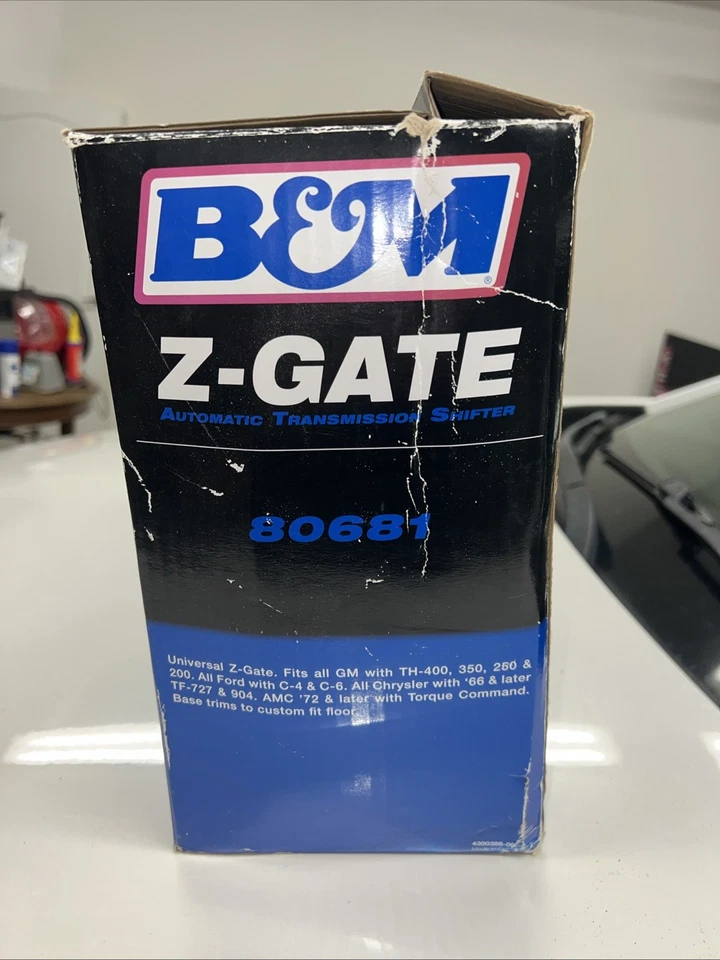 B&M
®
Z-GATE
AUTOMATIC TRANSMISSION SHIFTER
80681
Universal Z-Gate. Fits all GM with TH-400, 350, 250 &
200. All Ford with C-4 & C-6. All Chrysler with '66 & later
TF-727 & 904. AMC '72 & later with Torque Command.
Base trims to custom fit floor.